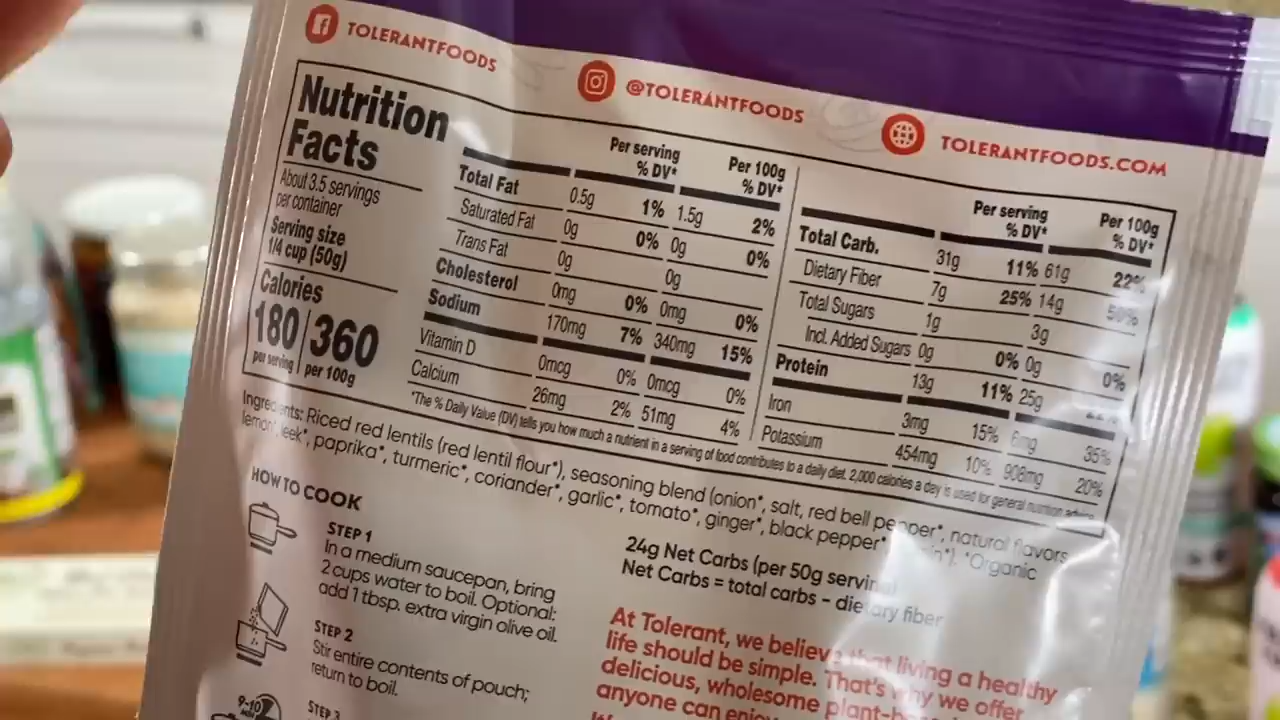 TOLERANTFOODS
@TOLERANTFOODS
TOLERANTFOODS.COM
Nutrition
Facts
About 3.5 servings
per container
Serving size
1/4 cup (50g)
Calories
180 360
per serving per 100g
Per serving Per 100g
% DV* % DV*
Total Fat 0.5g 1% 1.5g 2%
Saturated Fat 0g 0% 0g 0%
Trans Fat 0g 0g
Cholesterol 0mg 0% 0mg 0%
Sodium 170mg 7% 340mg 15%
Vitamin D 0mcg 0% 0mcg 0%
Calcium 26mg 2% 51mg 4%
Per serving Per 100g
% DV* % DV*
Total Carb. 31g 11% 61g 22%
Dietary Fiber 7g 25% 14g 50%
Total Sugars 1g 3g
Incl. Added Sugars 0g 0% 0g 0%
Protein 13g 11% 25g
Iron 3mg 15% 6mg 35%
Potassium 454mg 10% 908mg 20%
*The % Daily Value (DV) tells you how much a nutrient in a serving of food contributes to a daily diet. 2,000 calories a day is used for general nutrition advice.
Ingredients: Riced red lentils (red lentil flour*), seasoning blend (onion*, salt, red bell pepper*, natural flavors
lemon* leek*, paprika*, turmeric*, coriander*, garlic*, tomato*, ginger*, black pepper* *Organic
24g Net Carbs (per 50g serving)
Net Carbs = total carbs – dietary fiber
HOW TO COOK
STEP 1
In a medium saucepan, bring
2 cups water to boil. Optional:
add 1 tbsp. extra virgin olive oil.
STEP 2
Stir entire contents of pouch;
return to boil.
9-10
STEP 3
At Tolerant, we believe that living a healthy
life should be simple. That's why we offer
delicious, wholesome
anyone can enjoy